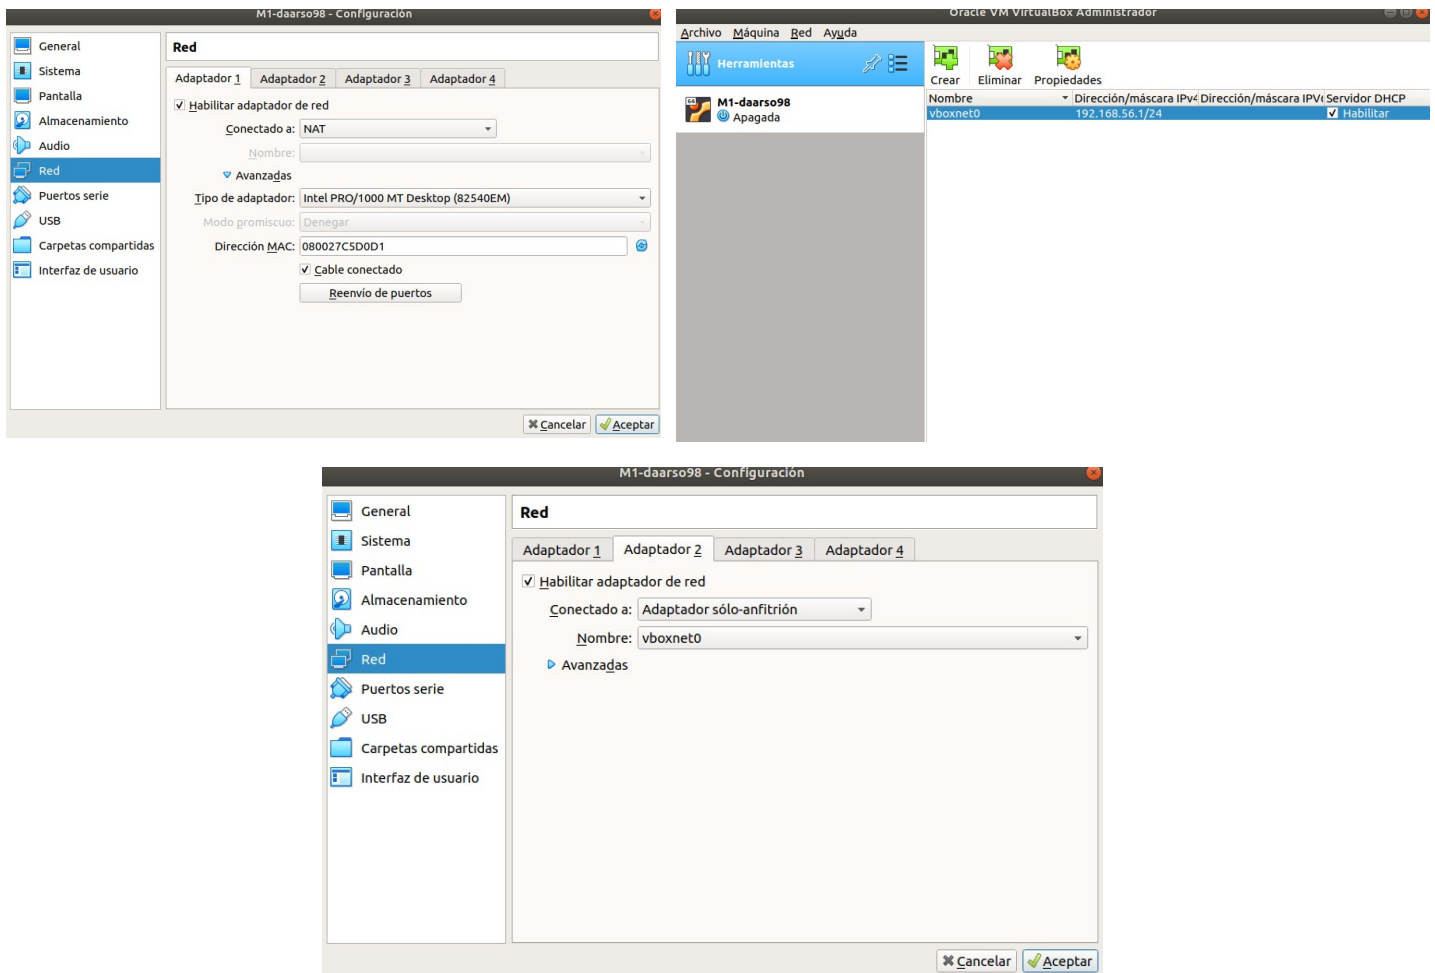 M1-daarso98 - Configuración
General
Sistema
Pantalla
Almacenamiento
Audio
Red
Puertos serie
USB
Carpetas compartidas
Interfaz de usuario
Red
Adaptador 1 Adaptador 2 Adaptador 3 Adaptador 4
Habilitar adaptador de red
Conectado a: NAT
Nombre:
Avanzadas
Tipo de adaptador: Intel PRO/1000 MT Desktop (82540EM)
Modo promiscuo: Denegar
Dirección MAC: 080027C5D0D1
Cable conectado
Reenvío de puertos
Cancelar Aceptar
Oracle VM VirtualBox Administrador
Archivo Máquina Red Ayuda
Herramientas
M1-daarso98
Apagada
Crear Eliminar Propiedades
Nombre Dirección/máscara IPv4 Dirección/máscara IPv Servidor DHCP
vboxnet0 192.168.56.1/24 Habilitar
M1-daarso98 - Configuración
General
Sistema
Pantalla
Almacenamiento
Audio
Red
Puertos serie
USB
Carpetas compartidas
Interfaz de usuario
Red
Adaptador 1 Adaptador 2 Adaptador 3 Adaptador 4
Habilitar adaptador de red
Conectado a: Adaptador sólo-anfitrión
Nombre: vboxnet0
Avanzadas
Cancelar Aceptar